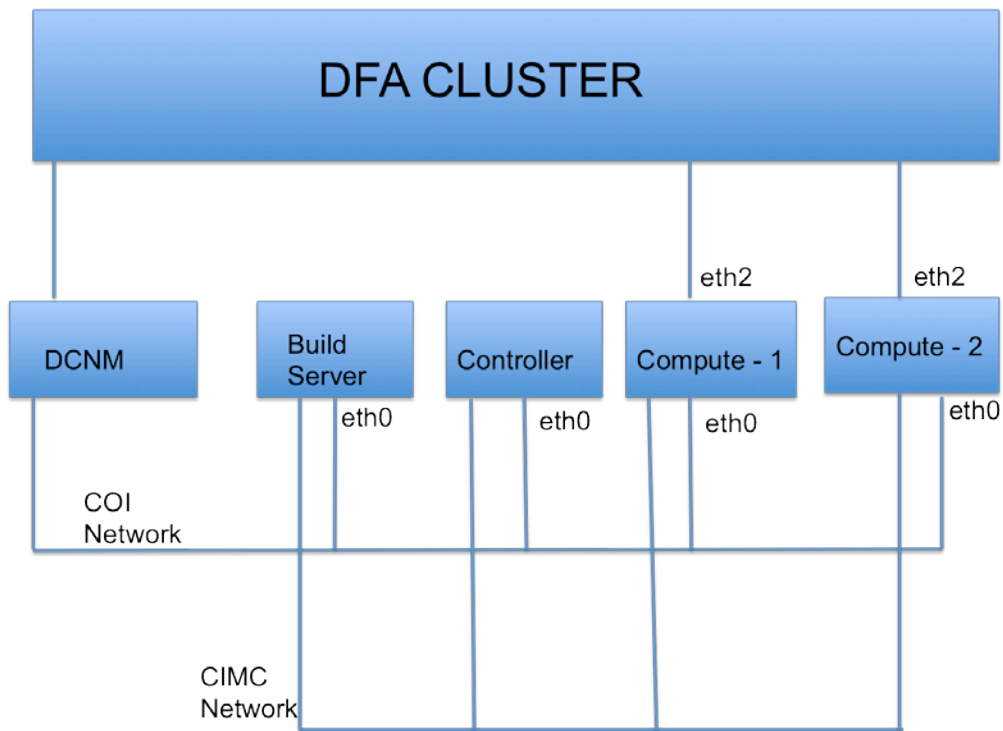 DFA CLUSTER
eth2
eth2
DCNM
Build
Server
Controller
Compute - 1
Compute - 2
eth0
eth0
eth0
eth0
COI
Network
CIMC
Network